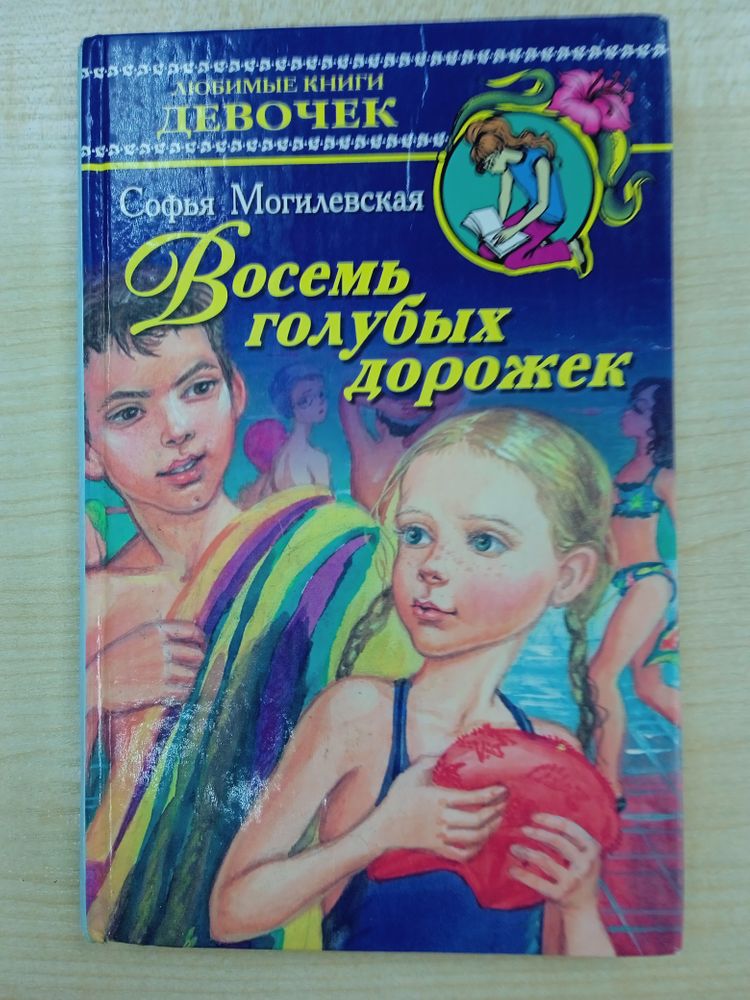 ЛЮБИМЫЕ КНИГИ
ДЕВОЧЕК
Софья Могилевская
Восемь
голубых
дорожек